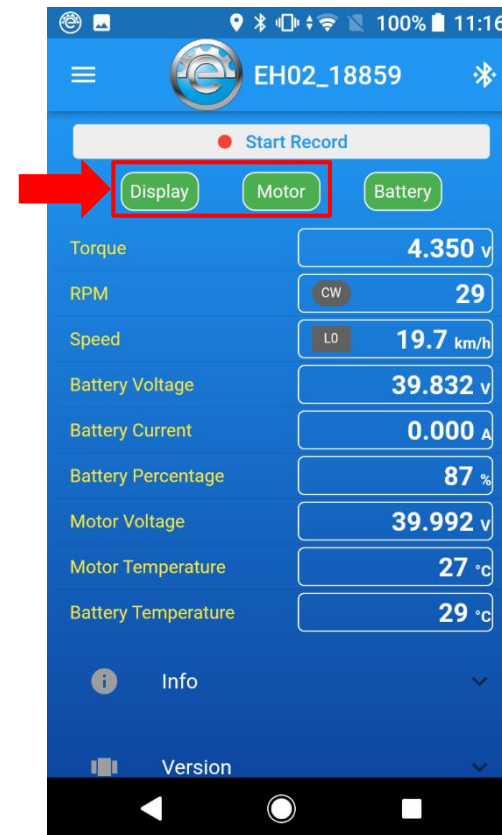 100% 11:16
EH02_18859
Start Record
Display Motor Battery
Torque 4.350 V
RPM CW 29
Speed L0 19.7 km/h
Battery Voltage 39.832 V
Battery Current 0.000 A
Battery Percentage 87 %
Motor Voltage 39.992 V
Motor Temperature 27 °C
Battery Temperature 29 °C
Info
Version